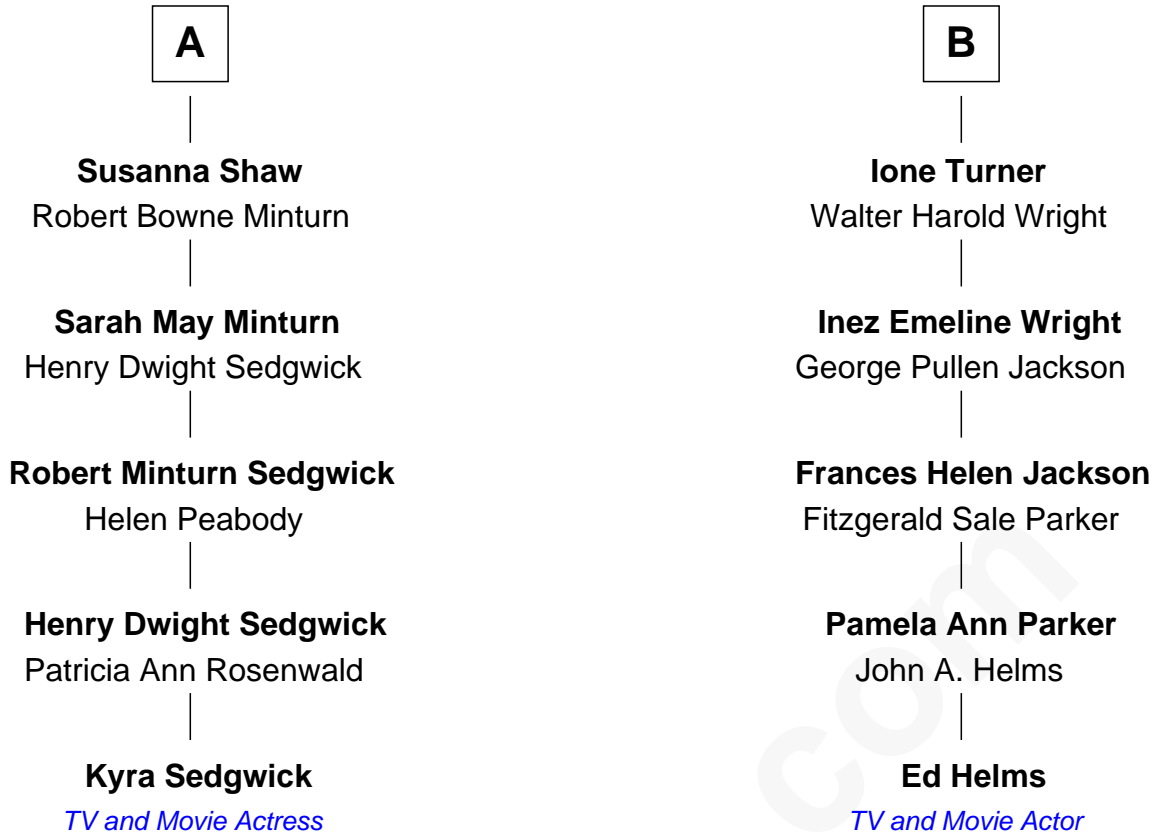 A
Susanna Shaw
Robert Bowne Minturn
Sarah May Minturn
Henry Dwight Sedgwick
Robert Minturn Sedgwick
Helen Peabody
Henry Dwight Sedgwick
Patricia Ann Rosenwald
Kyra Sedgwick
TV and Movie Actress
B
Ione Turner
Walter Harold Wright
Inez Emeline Wright
George Pullen Jackson
Frances Helen Jackson
Fitzgerald Sale Parker
Pamela Ann Parker
John A. Helms
Ed Helms
TV and Movie Actor
com